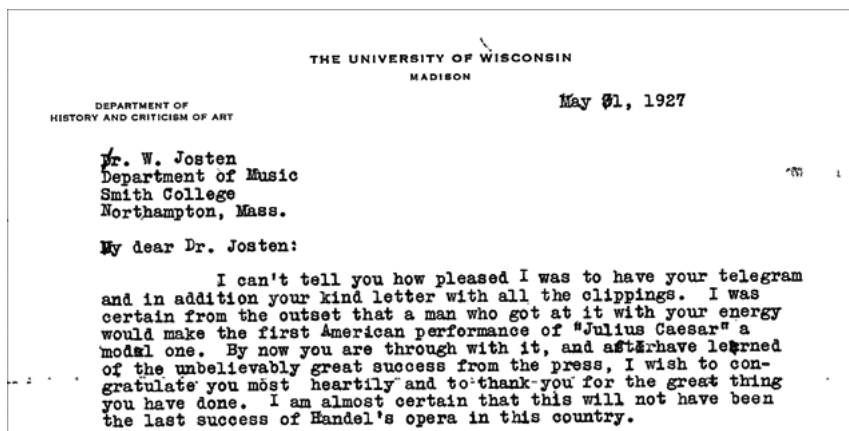 THE UNIVERSITY OF WISCONSIN
MADISON
DEPARTMENT OF
HISTORY AND CRITICISM OF ART
May 31, 1927
Dr. W. Josten
Department of Music
Smith College
Northampton, Mass.
My dear Dr. Josten:
I can't tell you how pleased I was to have your telegram
and in addition your kind letter with all the clippings. I was
certain from the outset that a man who got at it with your energy
would make the first American performance of "Julius Caesar" a
model one. By now you are through with it, and after have learned
of the unbelievably great success from the press, I wish to con-
gratulate you most heartily and to thank you for the great thing
you have done. I am almost certain that this will not have been
the last success of Handel's opera in this country.